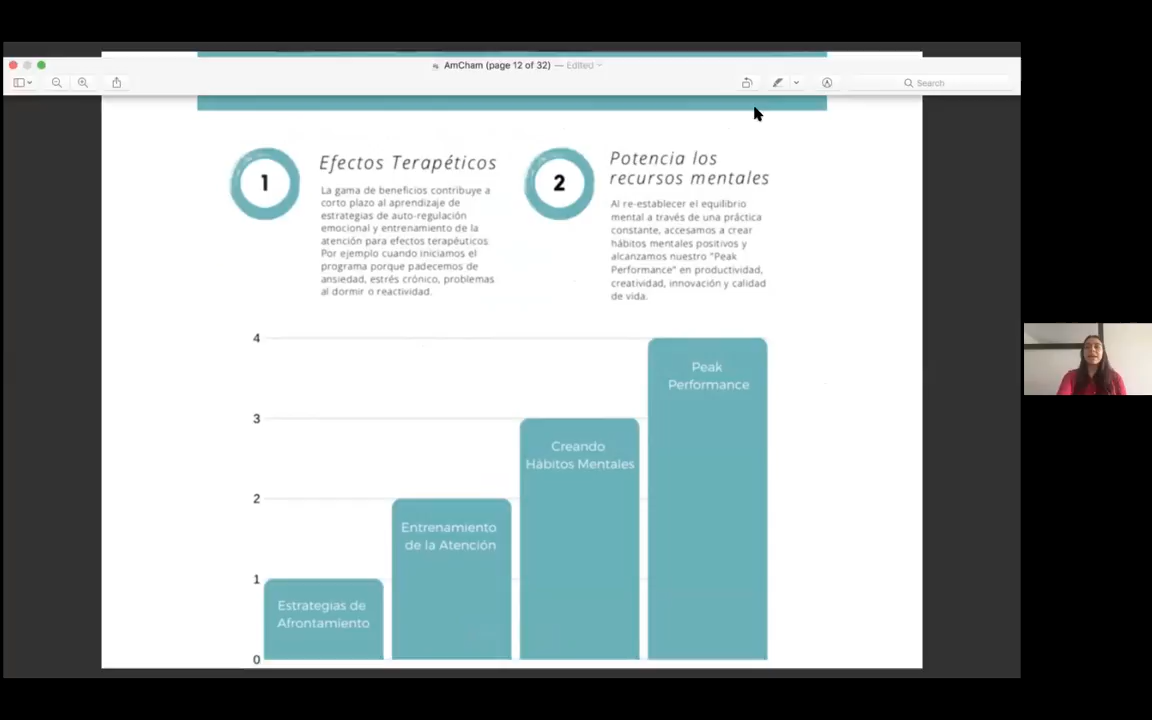 AmCham (page 12 of 32) — Edited
Search
1
Efectos Terapéticos
La gama de beneficios contribuye a
corto plazo al aprendizaje de
estrategias de auto-regulación
emocional y entrenamiento de la
atención para efectos terapéuticos.
Por ejemplo cuando iniciamos el
programa porque padecemos de
ansiedad, estrés crónico, problemas
al dormir o reactividad.
2
Potencia los
recursos mentales
Al re-establecer el equilibrio
mental a través de una práctica
constante, accesamos a crear
hábitos mentales positivos y
alcanzamos nuestro "Peak
Performance" en productividad,
creatividad, innovación y calidad
de vida.
4
3
2
1
0
Estrategias de
Afrontamiento
Entrenamiento
de la Atención
Creando
Hábitos Mentales
Peak
Performance